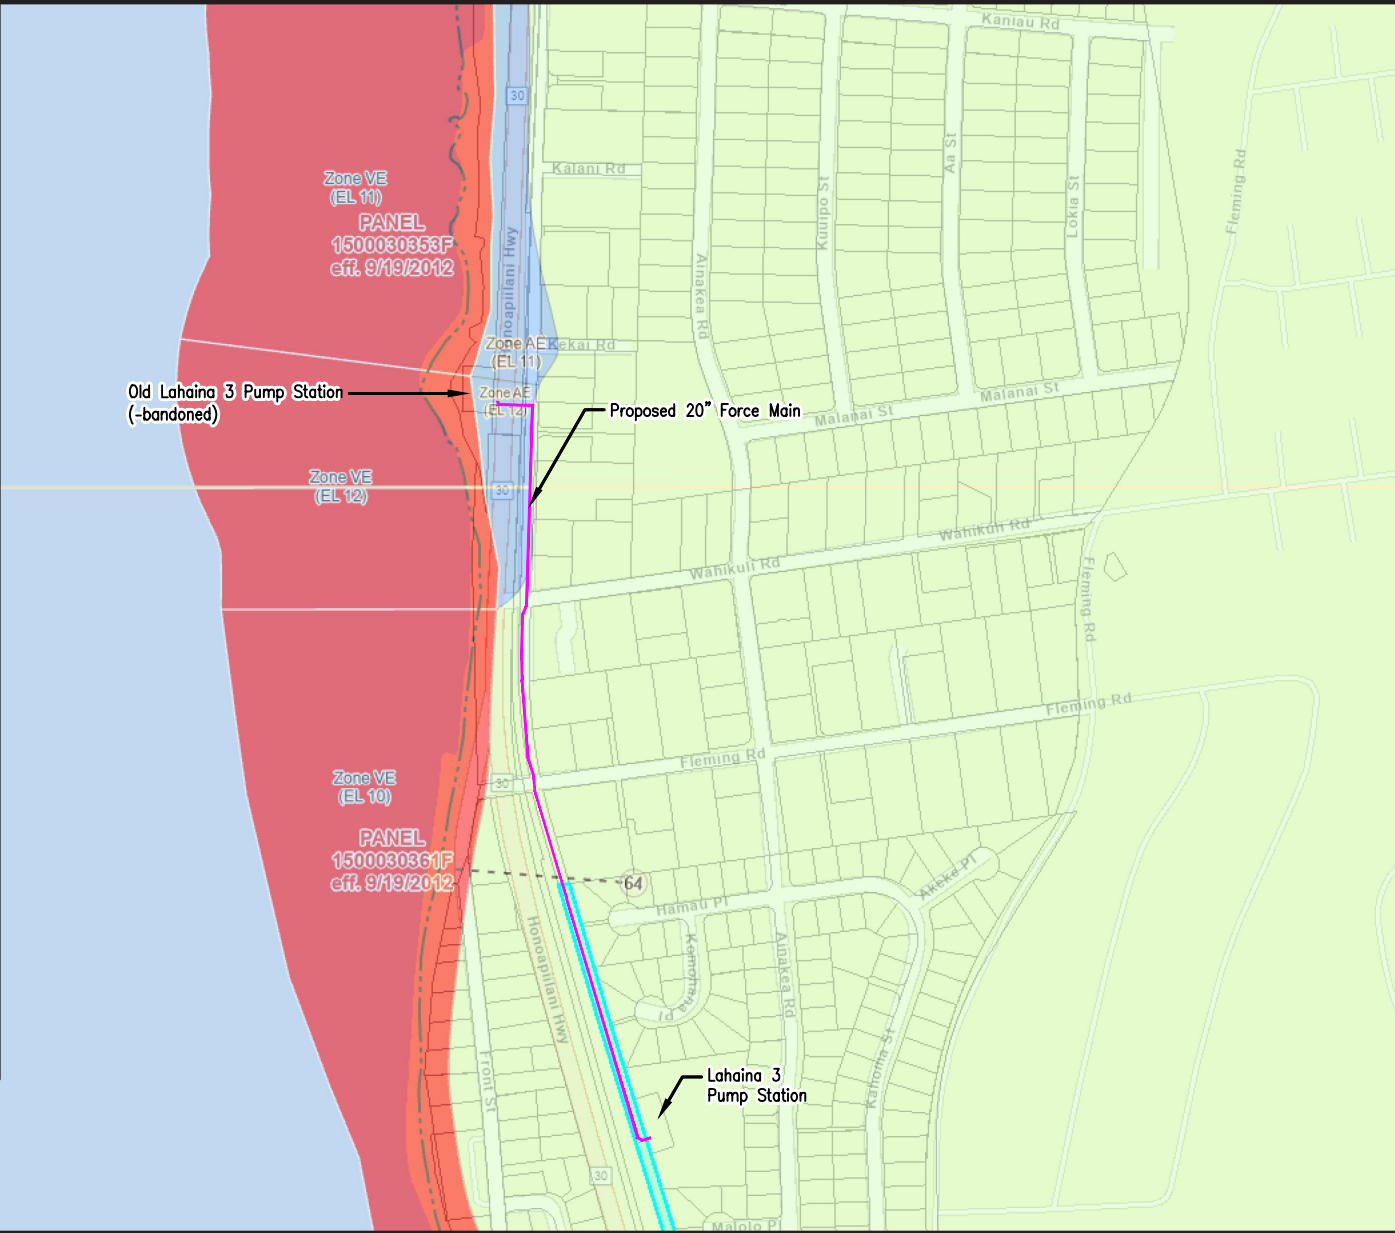 Kaniau Rd
30
Kalani Rd
Aa St
Fleming Rd
Zone VE
(EL 11)
Kuuipo St
Lokia St
PANEL
1500030353F
eff. 9/19/2012
Honoapiilani Hwy
Ainakea Rd
Zone AE
(EL 11)
Kekai Rd
Old Lahaina 3 Pump Station
(-bandoned)
Zone AE
(EL 12)
Proposed 20" Force Main
Malanai St
Malanai St
Zone VE
(EL 12)
30
Wahikuli Rd
Wahikuli Rd
Fleming Rd
Fleming Rd
Fleming Rd
Zone VE
(EL 10)
30
PANEL
1500030361F
eff. 9/19/2012
64
Hamau Pl
Akeke Pl
Komohana Pl
Ainakea Rd
Honoapiilani Hwy
Front St
Kahoma St
Lahaina 3
Pump Station
30
Malolo Pl